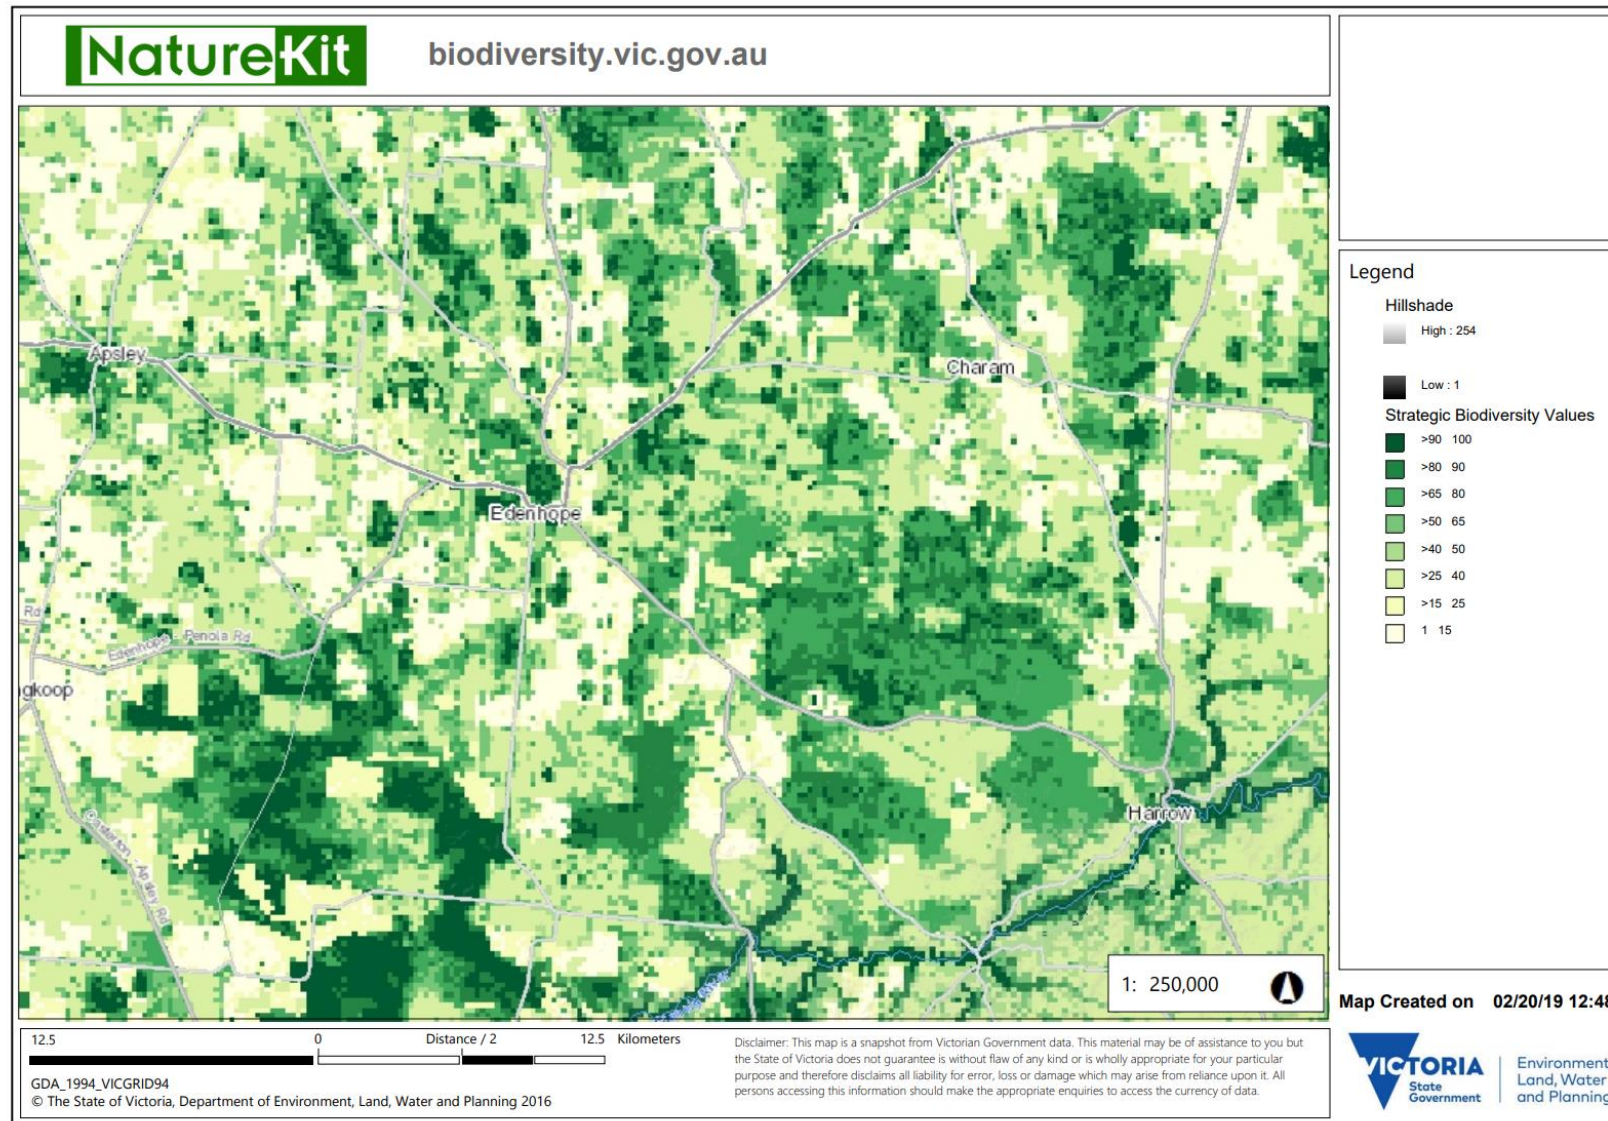 NatureKit
biodiversity.vic.gov.au
Apsley
Charam
Edenhope
Rd
Edenhope - Penola Rd
gkoop
Casterton - Apsley Rd
Harrow
1: 250,000
Legend
Hillshade
High : 254
Low : 1
Strategic Biodiversity Values
>90 100
>80 90
>65 80
>50 65
>40 50
>25 40
>15 25
1 15
Map Created on 02/20/19 12:48
12.5 0 Distance / 2 12.5 Kilometers
GDA_1994_VICGRID94
© The State of Victoria, Department of Environment, Land, Water and Planning 2016
Disclaimer: This map is a snapshot from Victorian Government data. This material may be of assistance to you but
the State of Victoria does not guarantee is without flaw of any kind or is wholly appropriate for your particular
purpose and therefore disclaims all liability for error, loss or damage which may arise from reliance upon it. All
persons accessing this information should make the appropriate enquiries to access the currency of data.
VICTORIA
State
Government
Environment
Land, Water
and Planning